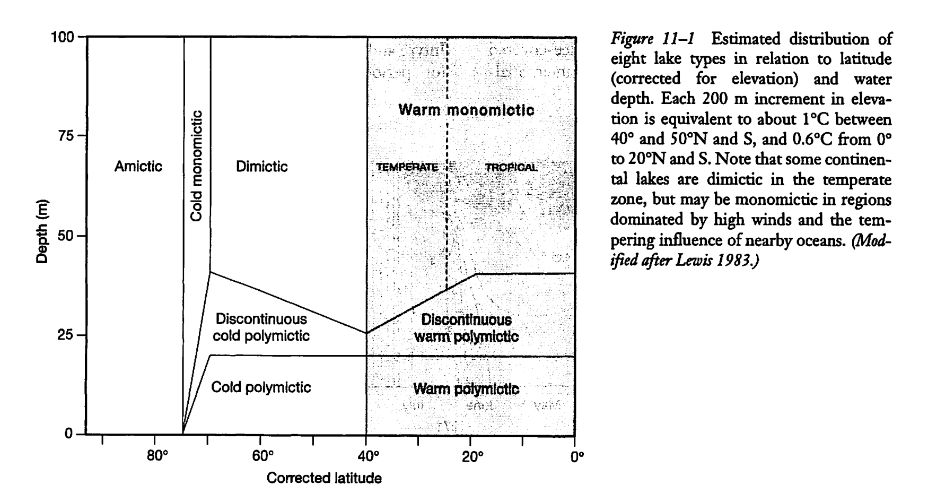 100
75
50
25
0
Depth (m)
Amictic
Cold monomictic
Dimictic
Warm monomictic
TEMPERATE
TROPICAL
Discontinuous
cold polymictic
Discontinuous
warm polymictic
Cold polymictic
Warm polymictic
80° 60° 40° 20° 0°
Corrected latitude
Figure 11–1 Estimated distribution of
eight lake types in relation to latitude
(corrected for elevation) and water
depth. Each 200 m increment in eleva-
tion is equivalent to about 1°C between
40° and 50°N and S, and 0.6°C from 0°
to 20°N and S. Note that some continen-
tal lakes are dimictic in the temperate
zone, but may be monomictic in regions
dominated by high winds and the tem-
pering influence of nearby oceans. (Mod-
ified after Lewis 1983.)